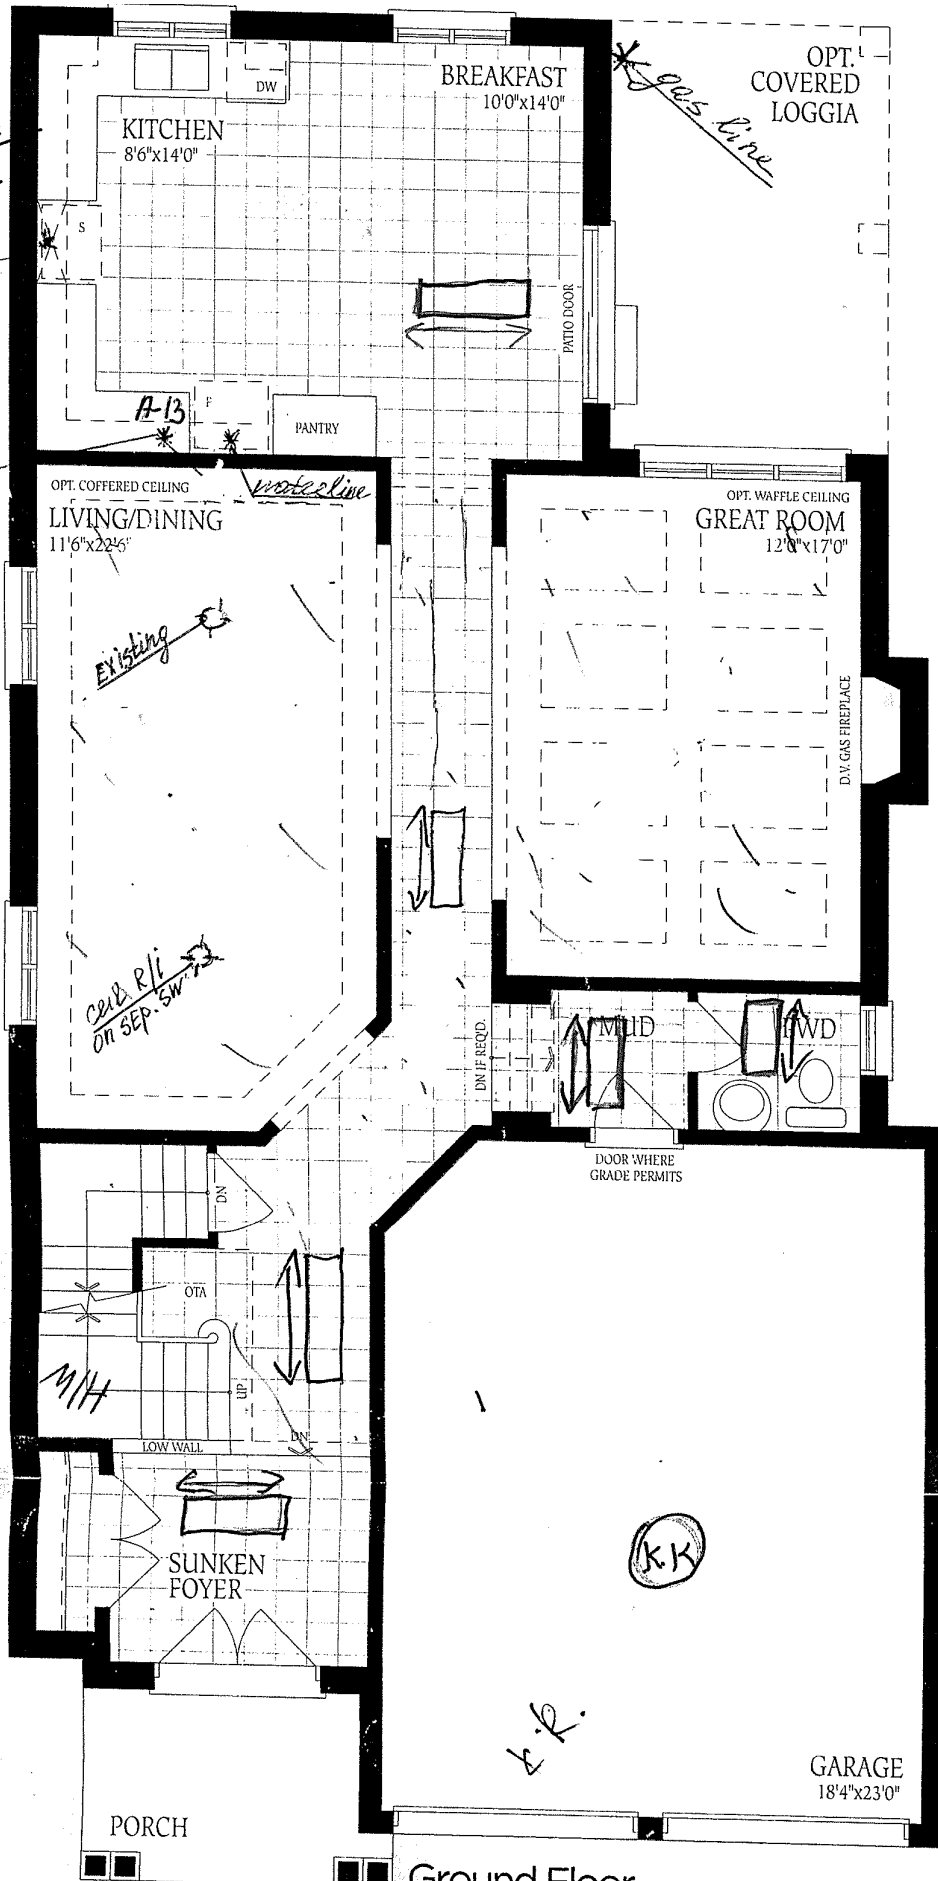 OPT.
COVERED
LOGGIA
gas line
BREAKFAST
10'0"x14'0"
DW
KITCHEN
8'6"x14'0"
S
PATIO DOOR
A-13
F
PANTRY
waterline
OPT. COFFERED CEILING
LIVING/DINING
11'6"x22'6"
OPT. WAFFLE CEILING
GREAT ROOM
12'0"x17'0"
Existing
D.V. GAS FIREPLACE
ceil. R/i
on SEP. SW
DN IF REQ'D.
MUD
PWD
DOOR WHERE
GRADE PERMITS
DN
OTA
M/H
UP
DN
LOW WALL
SUNKEN
FOYER
KK
K.K.
GARAGE
18'4"x23'0"
PORCH
Ground Floor